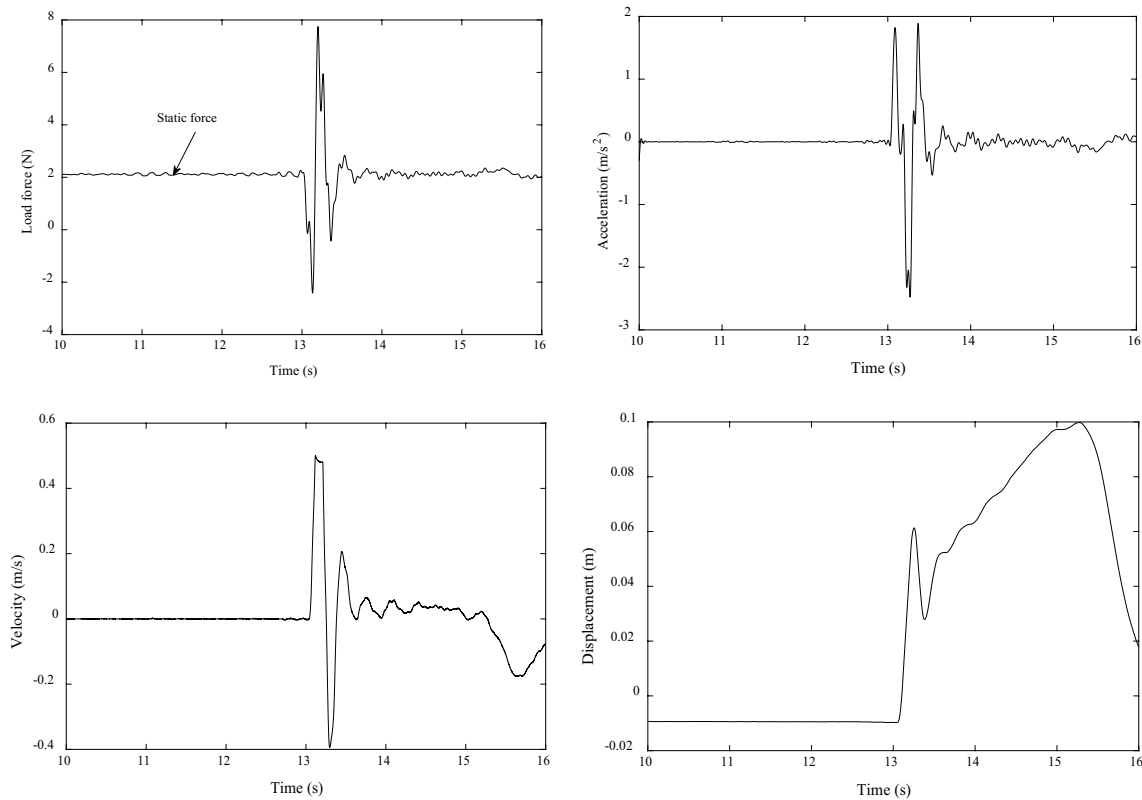 8
6
4
2
0
-2
-4
Load force (N)
Static force
10 11 12 13 14 15 16
Time (s)
2
1
0
-1
-2
-3
Acceleration (m/s²)
10 11 12 13 14 15 16
Time (s)
0.6
0.4
0.2
0
-0.2
-0.4
Velocity (m/s)
10 11 12 13 14 15 16
Time (s)
0.1
0.08
0.06
0.04
0.02
0
-0.02
Displacement (m)
10 11 12 13 14 15 16
Time (s)